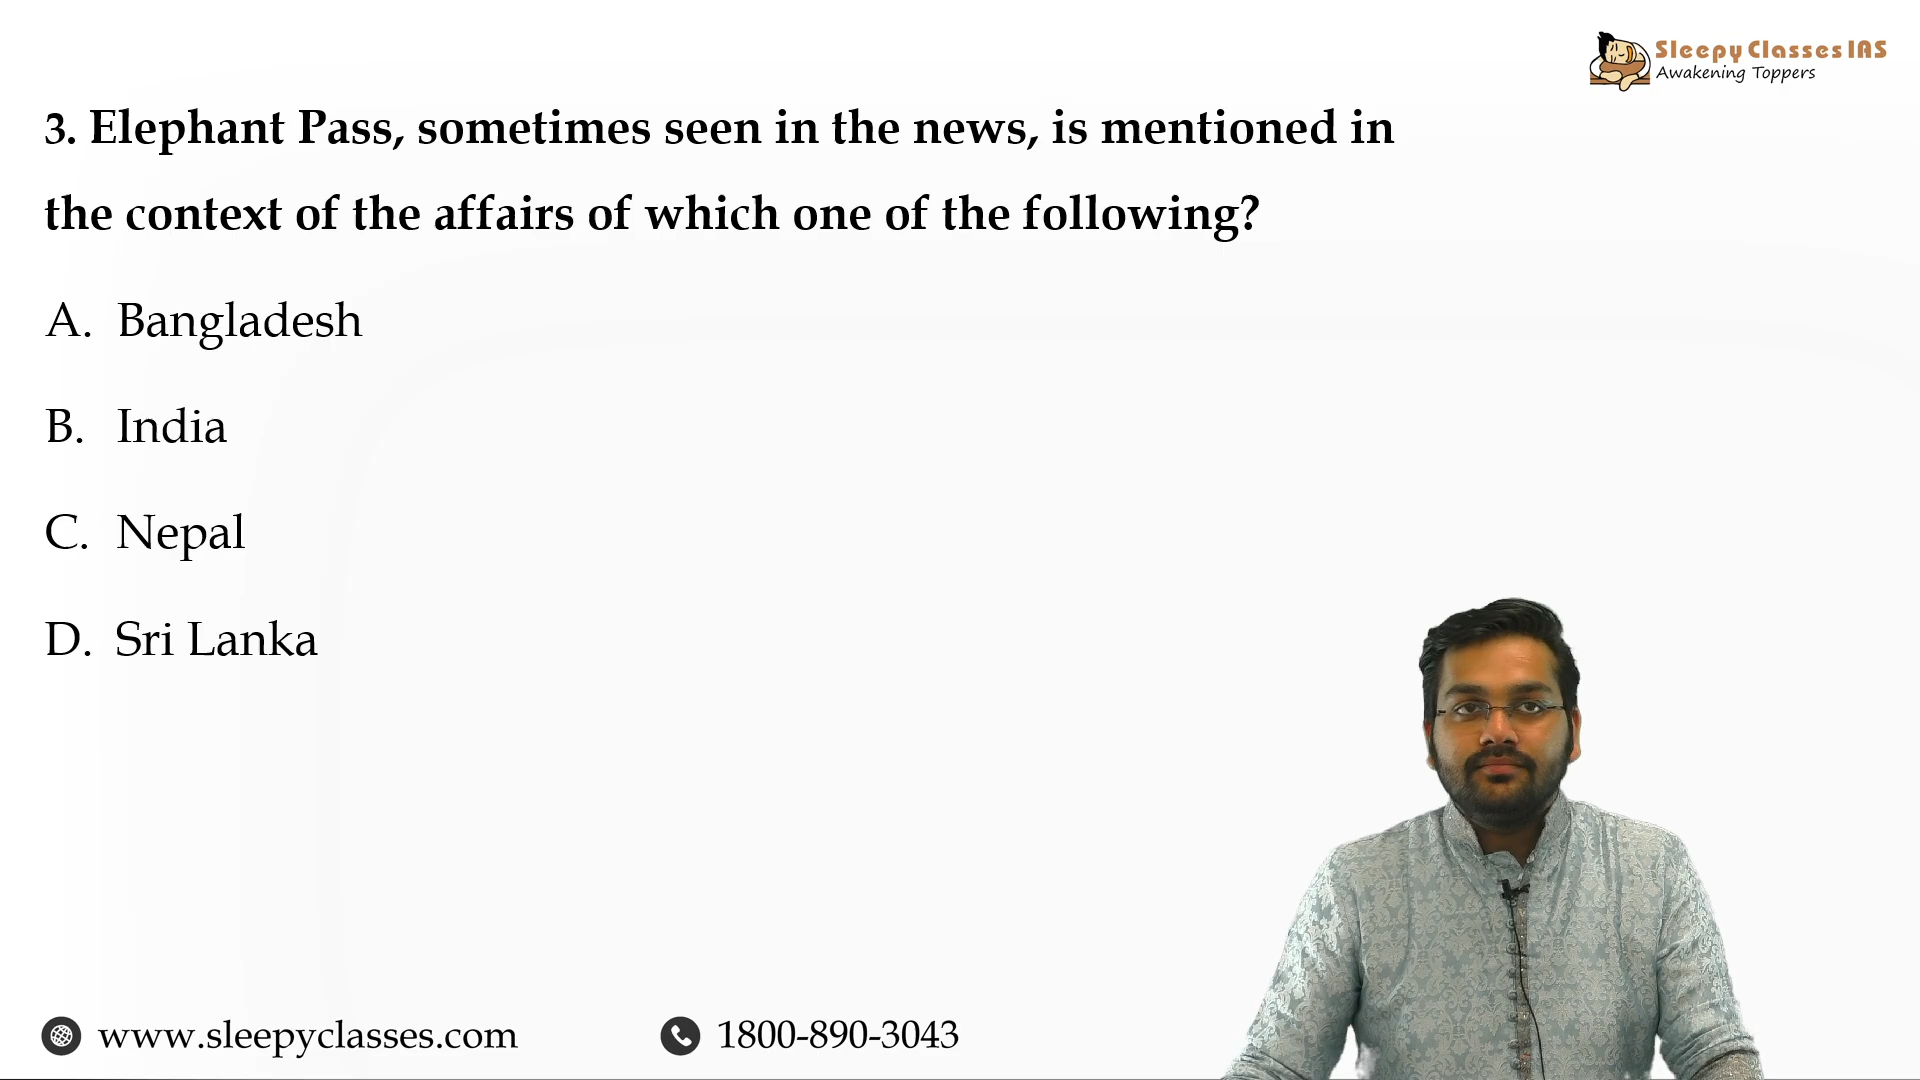 Sleepy Classes IAS
Awakening Toppers
3. Elephant Pass, sometimes seen in the news, is mentioned in
the context of the affairs of which one of the following?
A. Bangladesh
B. India
C. Nepal
D. Sri Lanka
www.sleepyclasses.com
1800-890-3043